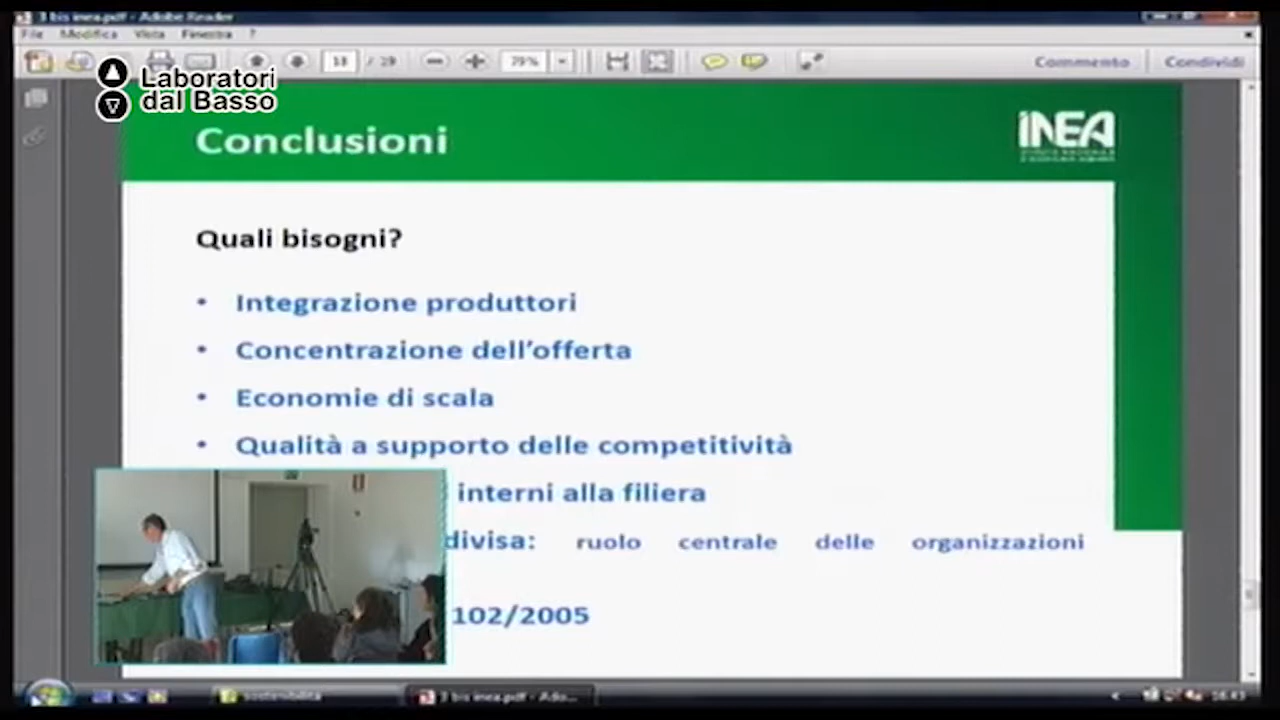 3 bis inea.pdf - Adobe Reader
File Modifica Vista Finestra ?
/ 29
79%
Commento Condividi
Laboratori
dal Basso
Conclusioni
INEA
Quali bisogni?
• Integrazione produttori
• Concentrazione dell’offerta
• Economie di scala
• Qualità a supporto delle competitività
interni alla filiera
divisa: ruolo centrale delle organizzazioni
102/2005
sostenibilità
3 bis inea.pdf - Ado...